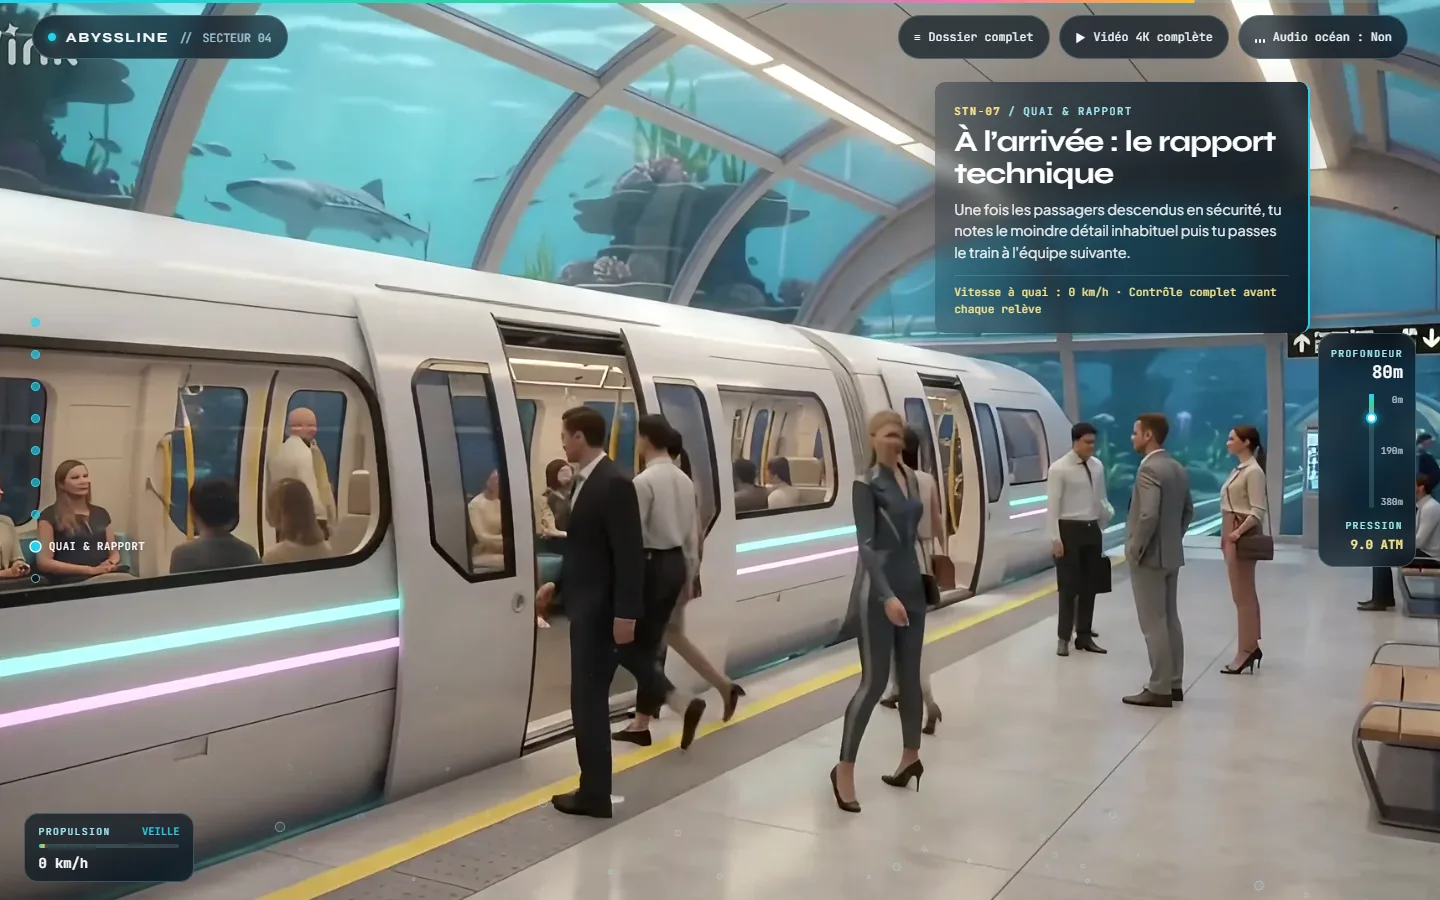 ABYSSLINE // SECTEUR 04
≡ Dossier complet
▶ Vidéo 4K complète
Audio océan : Non
STN-07 / QUAI & RAPPORT
À l’arrivée : le rapport
technique
Une fois les passagers descendus en sécurité, tu
notes le moindre détail inhabituel puis tu passes
le train à l'équipe suivante.
Vitesse à quai : 0 km/h · Contrôle complet avant
chaque relève
PROFONDEUR
80m
0m
190m
380m
PRESSION
9.0 ATM
QUAI & RAPPORT
PROPULSION VEILLE
0 km/h